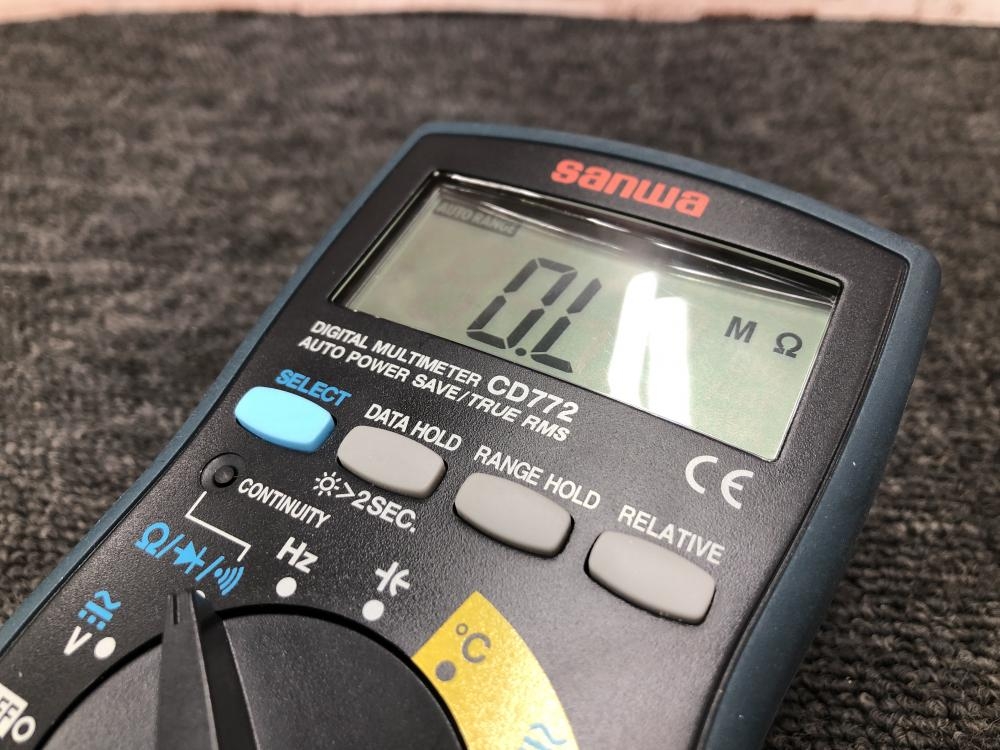 sanwa
AUTO RANGE
0.L
M Ω
DIGITAL MULTIMETER CD772
AUTO POWER SAVE/TRUE RMS
SELECT
DATA HOLD
RANGE HOLD
RELATIVE
CE
>2SEC.
CONTINUITY
Ω/
Hz
V
°C